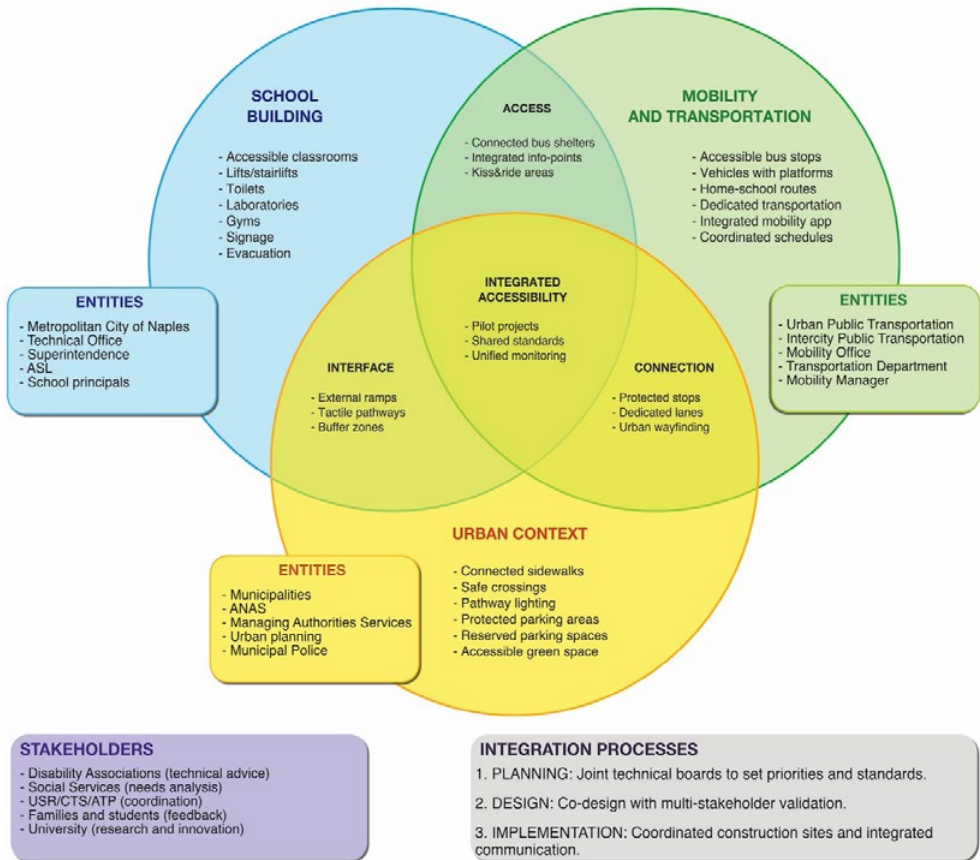 SCHOOL
BUILDING
- Accessible classrooms
- Lifts/stairlifts
- Toilets
- Laboratories
- Gyms
- Signage
- Evacuation
ACCESS
- Connected bus shelters
- Integrated info-points
- Kiss&ride areas
MOBILITY
AND TRANSPORTATION
- Accessible bus stops
- Vehicles with platforms
- Home-school routes
- Dedicated transportation
- Integrated mobility app
- Coordinated schedules
ENTITIES
- Metropolitan City of Naples
- Technical Office
- Superintendence
- ASL
- School principals
INTEGRATED
ACCESSIBILITY
- Pilot projects
- Shared standards
- Unified monitoring
ENTITIES
- Urban Public Transportation
- Intercity Public Transportation
- Mobility Office
- Transportation Department
- Mobility Manager
INTERFACE
- External ramps
- Tactile pathways
- Buffer zones
CONNECTION
- Protected stops
- Dedicated lanes
- Urban wayfinding
URBAN CONTEXT
- Connected sidewalks
- Safe crossings
- Pathway lighting
- Protected parking areas
- Reserved parking spaces
- Accessible green space
ENTITIES
- Municipalities
- ANAS
- Managing Authorities Services
- Urban planning
- Municipal Police
STAKEHOLDERS
- Disability Associations (technical advice)
- Social Services (needs analysis)
- USR/CTS/ATP (coordination)
- Families and students (feedback)
- University (research and innovation)
INTEGRATION PROCESSES
1. PLANNING: Joint technical boards to set priorities and standards.
2. DESIGN: Co-design with multi-stakeholder validation.
3. IMPLEMENTATION: Coordinated construction sites and integrated
communication.